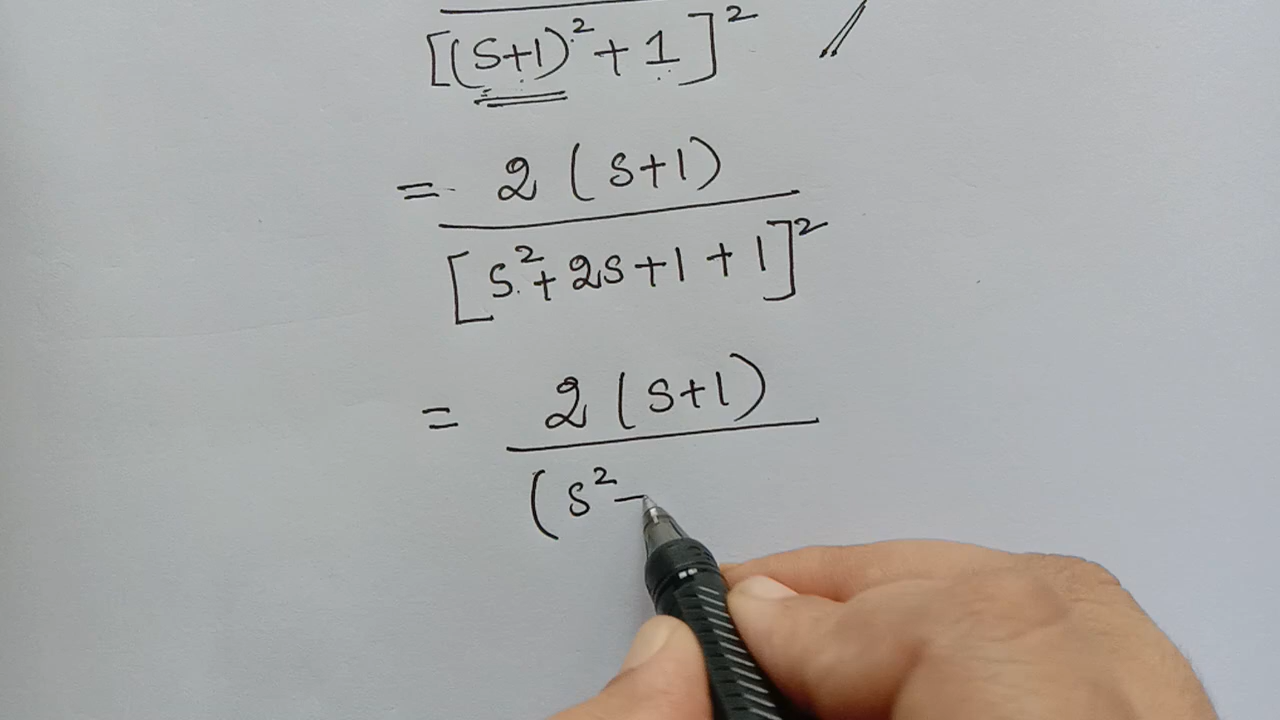 [(S+1)² + 1]²
= 2 (S+1)
[S² + 2S + 1 + 1]²
= 2 (S+1)
(S² -